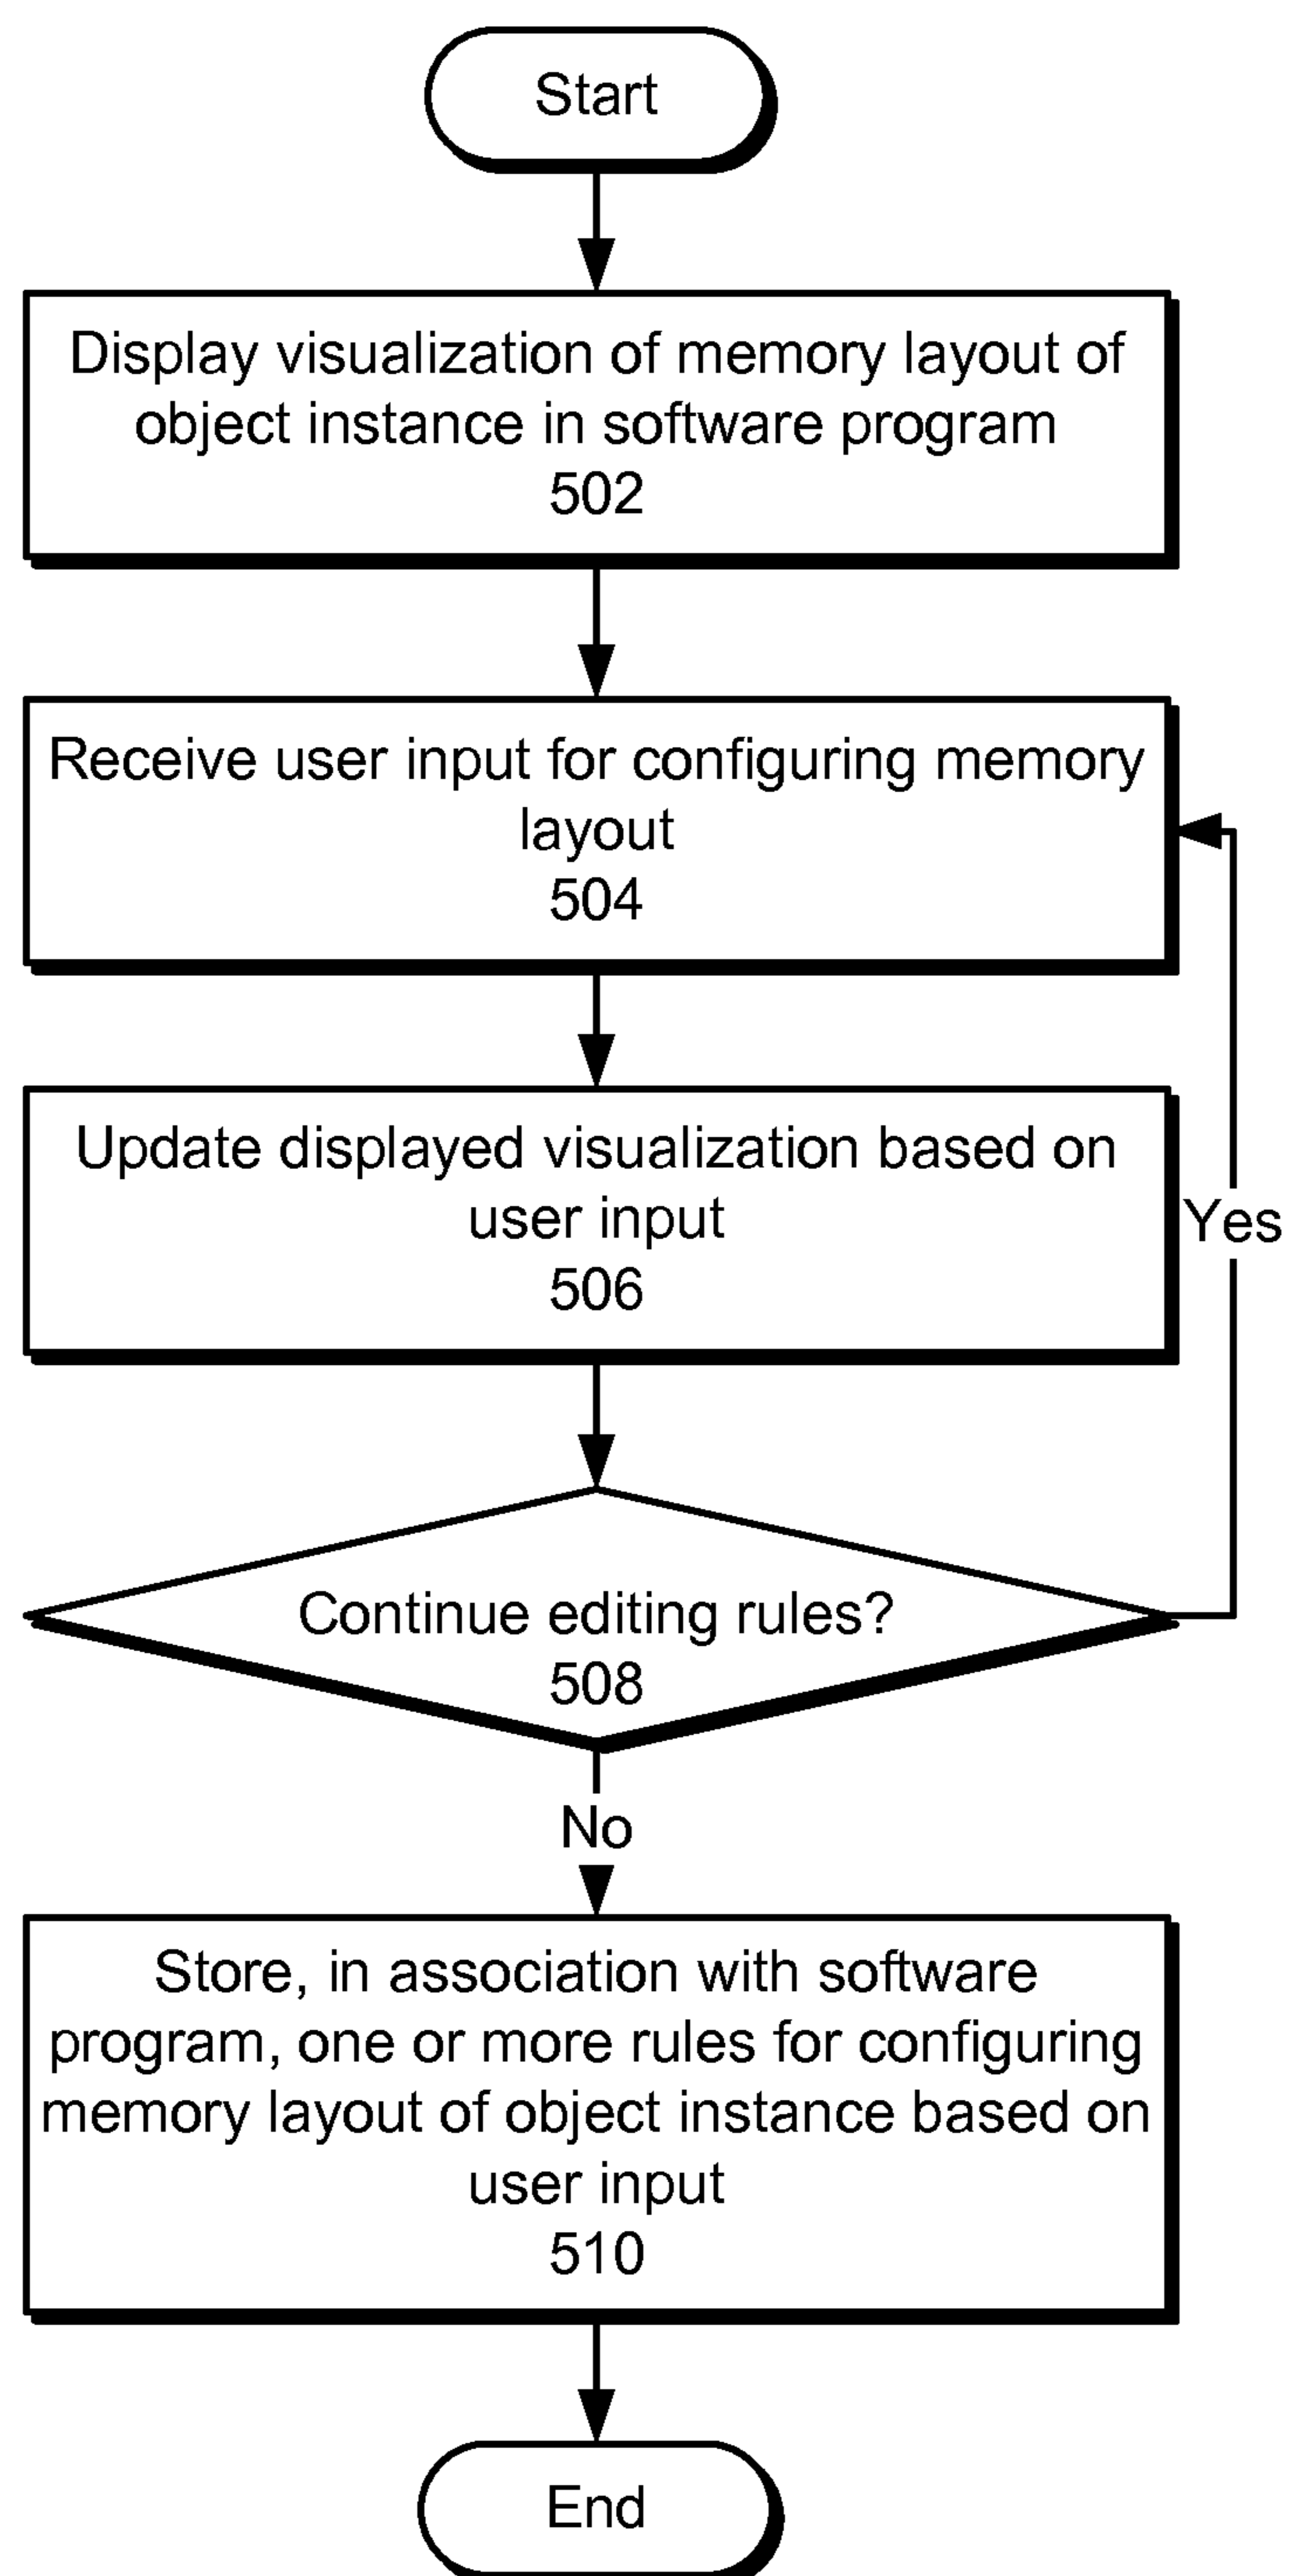 Start
Display visualization of memory layout of
object instance in software program
502
Receive user input for configuring memory
layout
504
Update displayed visualization based on
user input
506
Yes
Continue editing rules?
508
No
Store, in association with software
program, one or more rules for configuring
memory layout of object instance based on
user input
510
End